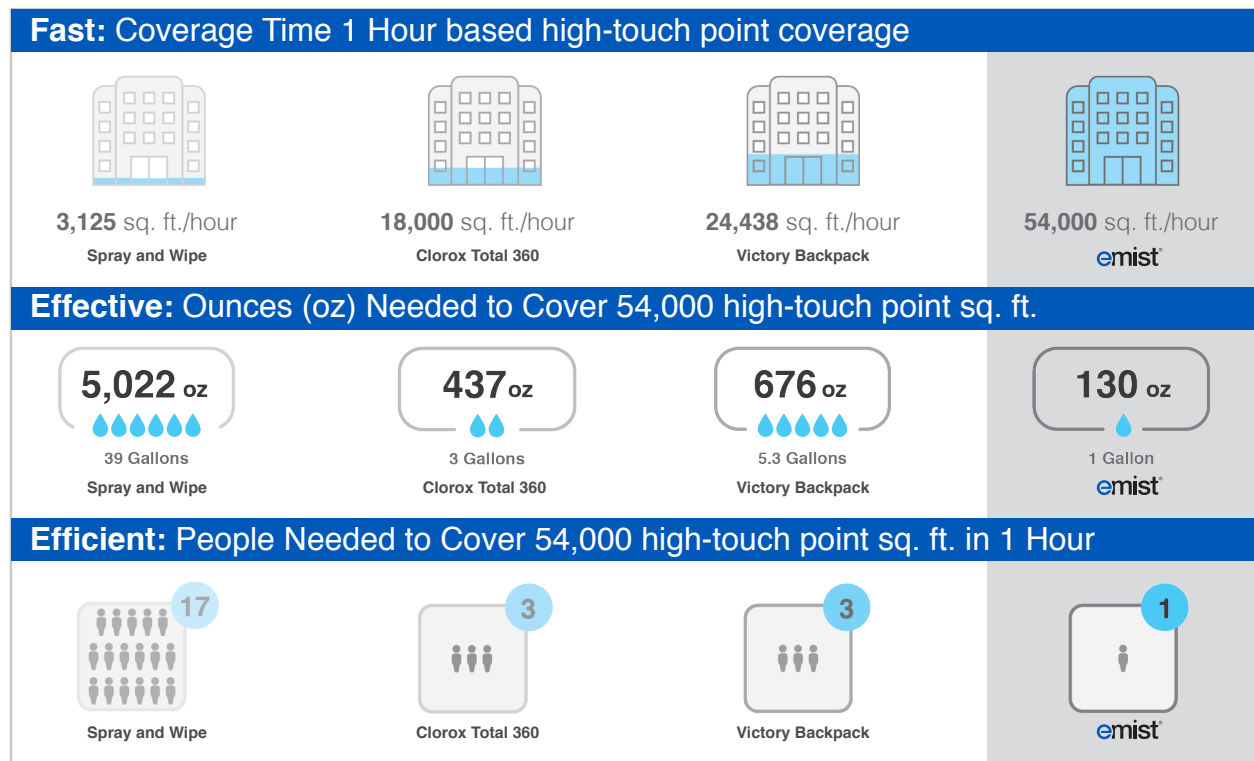 Fast: Coverage Time 1 Hour based high-touch point coverage
3,125 sq. ft./hour
Spray and Wipe
18,000 sq. ft./hour
Clorox Total 360
24,438 sq. ft./hour
Victory Backpack
54,000 sq. ft./hour
emist®
Effective: Ounces (oz) Needed to Cover 54,000 high-touch point sq. ft.
5,022 oz
39 Gallons
Spray and Wipe
437 oz
3 Gallons
Clorox Total 360
676 oz
5.3 Gallons
Victory Backpack
130 oz
1 Gallon
emist®
Efficient: People Needed to Cover 54,000 high-touch point sq. ft. in 1 Hour
17
Spray and Wipe
3
Clorox Total 360
3
Victory Backpack
1
emist®